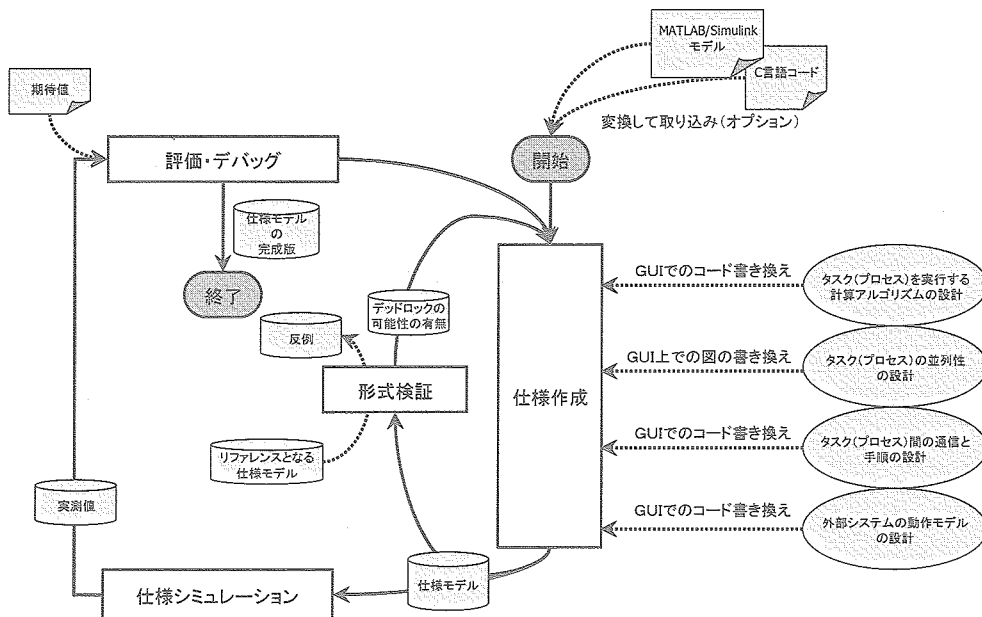 MATLAB/Simulink
モデル
C言語コード
変換して取り込み(オプション)
開始
期待値
評価・デバッグ
仕様モデル
の
完成版
終了
デッドロックの
可能性の有無
反例
形式検証
リファレンスとなる
仕様モデル
仕様作成
GUIでのコード書き換え
タスク(プロセス)を実行する
計算アルゴリズムの設計
GUI上での図の書き換え
タスク(プロセス)の並列性
の設計
GUIでのコード書き換え
タスク(プロセス)間の通信と
手順の設計
GUIでのコード書き換え
外部システムの動作モデル
の設計
実測値
仕様モデル
仕様シミュレーション